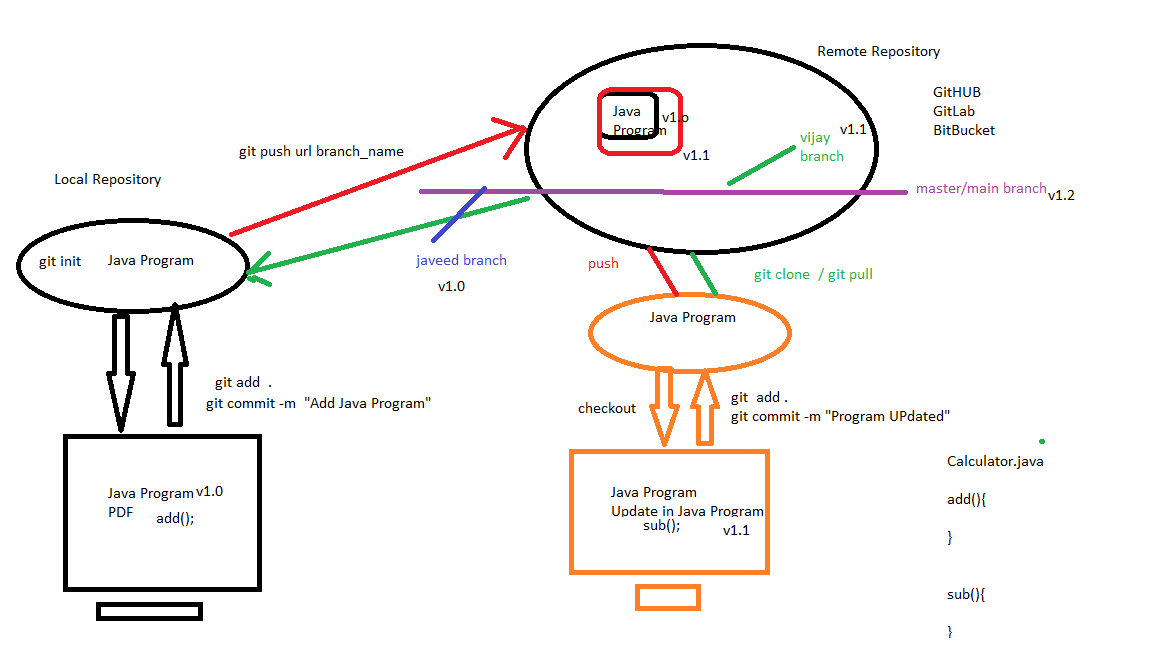 Remote Repository
GitHUB
GitLab
BitBucket
Java
Program
v1.o
v1.1
vijay
branch
v1.1
git push url branch_name
Local Repository
master/main branch
v1.2
git init
Java Program
javeed branch
v1.0
push
git clone  / git pull
Java Program
git add  .
git commit -m  "Add Java Program"
checkout
git  add .
git commit -m "Program UPdated"
Java Program v1.0
PDF
add();
Java Program
Update in Java Program
sub();
v1.1
Calculator.java
add(){
}
sub(){
}